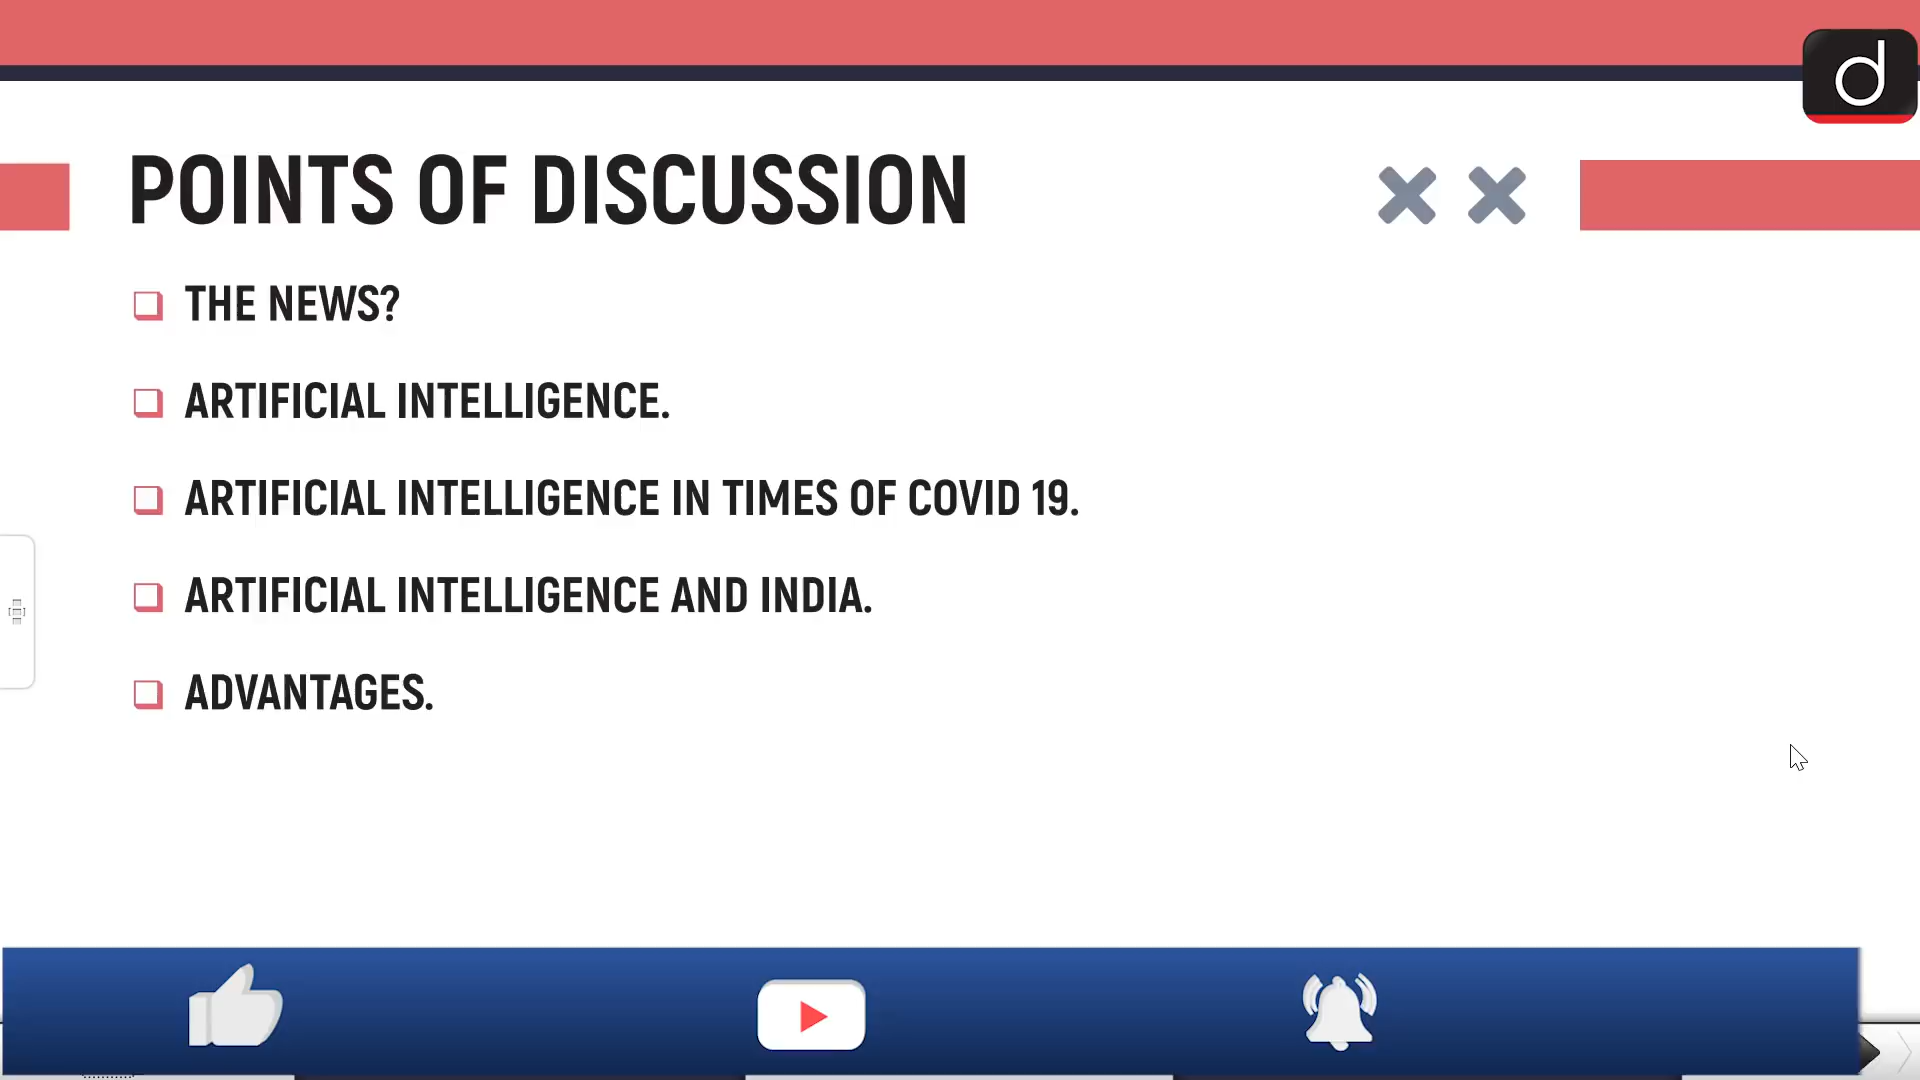 d
POINTS OF DISCUSSION
THE NEWS?
ARTIFICIAL INTELLIGENCE.
ARTIFICIAL INTELLIGENCE IN TIMES OF COVID 19.
ARTIFICIAL INTELLIGENCE AND INDIA.
ADVANTAGES.